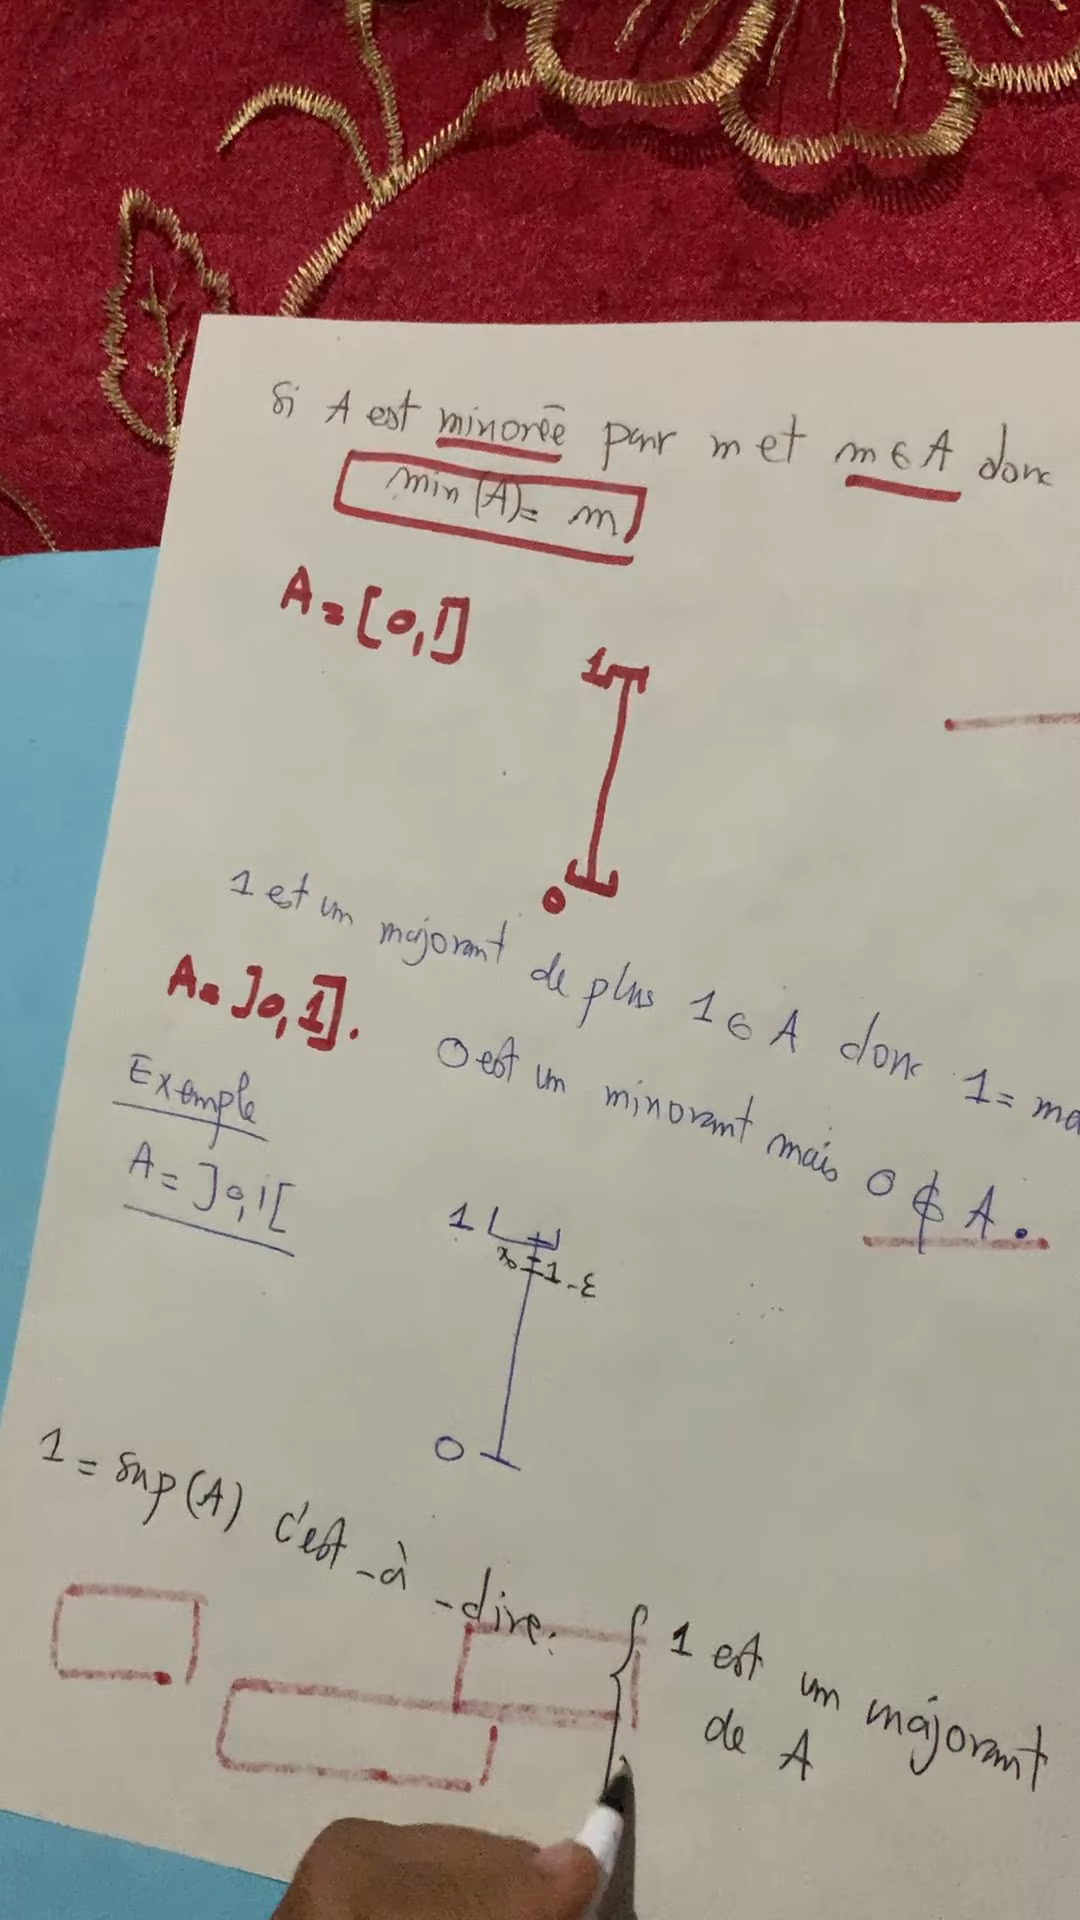 Si A est minorée par m et m ∈ A donc
min(A) = m
A = [0,1]
1
0
1 est un majorant de plus 1 ∈ A donc 1 =
A = ]0,1].
0 est un minorant mais 0 ∉ A.
Exemple
A = ]0,1[
1
x₀ 1-ε
0
1 = sup(A) c'est-à-dire:
{ 1 est un majorant
de A